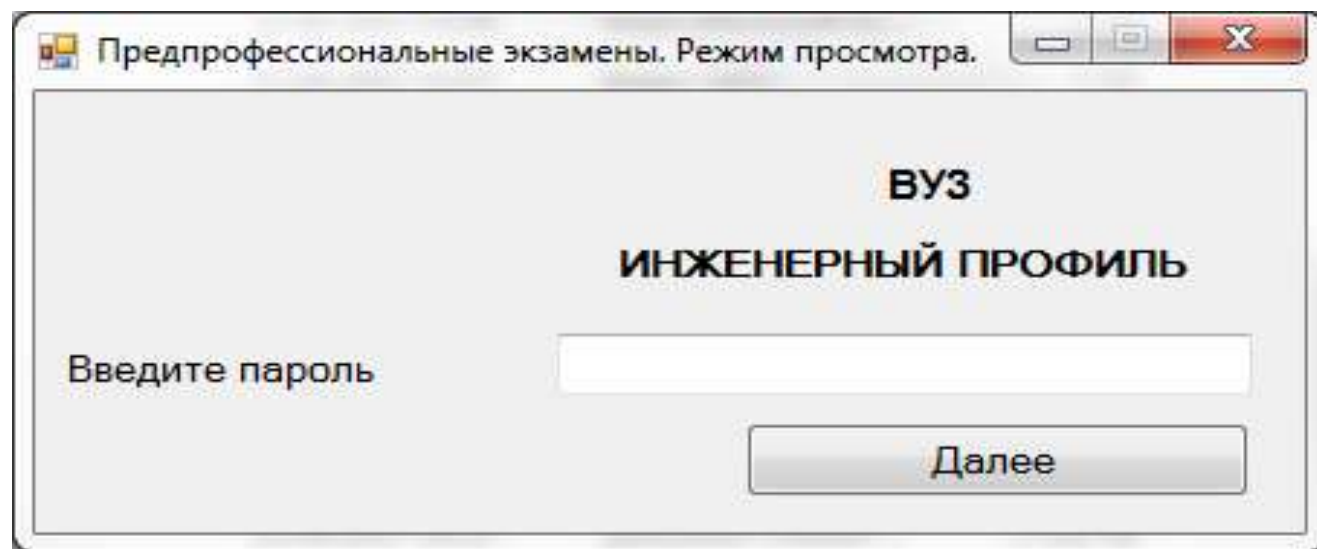 Предпрофессиональные экзамены. Режим просмотра.
ВУЗ
ИНЖЕНЕРНЫЙ ПРОФИЛЬ
Введите пароль
Далее